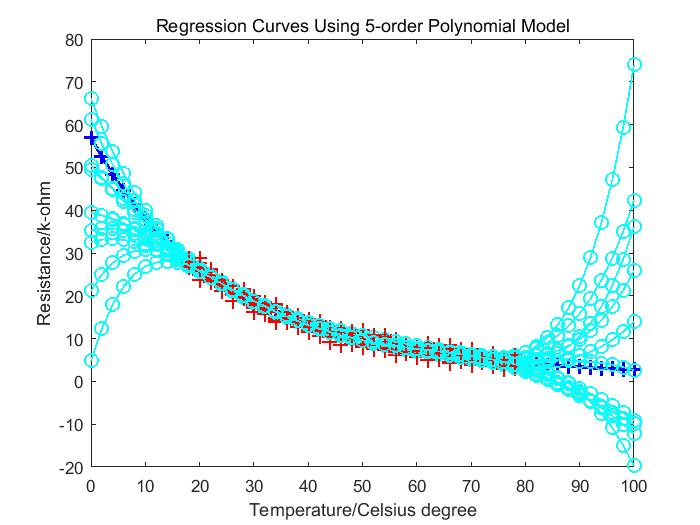 Regression Curves Using 5-order Polynomial Model
80
70
60
50
40
30
20
10
0
-10
-20
Resistance/k-ohm
0 10 20 30 40 50 60 70 80 90 100
Temperature/Celsius degree